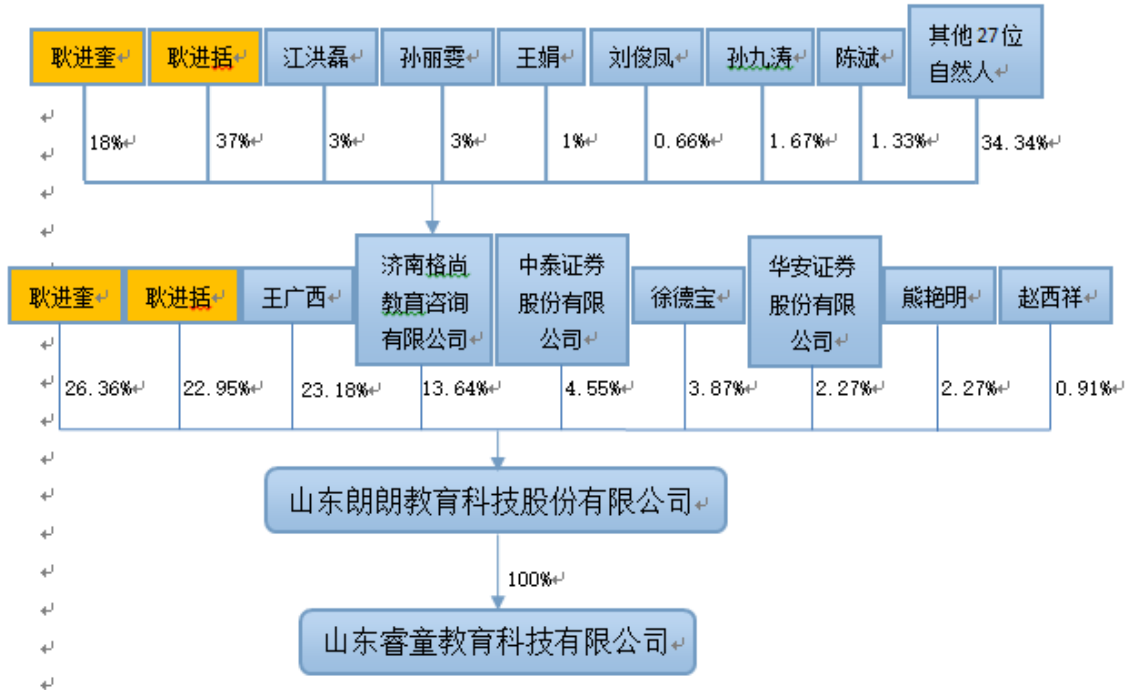 耿进奎
耿进括
江洪磊
孙丽雯
王娟
刘俊凤
孙九涛
陈斌
其他27位
自然人
18%
37%
3%
3%
1%
0.66%
1.67%
1.33%
34.34%
耿进奎
耿进括
王广西
济南格尚
教育咨询
有限公司
中泰证券
股份有限
公司
徐德宝
华安证券
股份有限
公司
熊艳明
赵西祥
26.36%
22.95%
23.18%
13.64%
4.55%
3.87%
2.27%
2.27%
0.91%
山东朗朗教育科技股份有限公司
100%
山东睿童教育科技有限公司